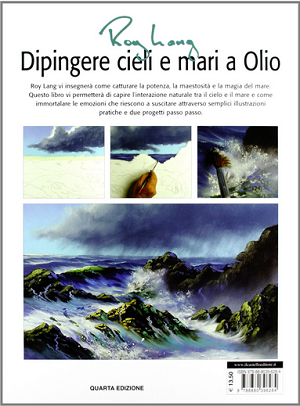 Roy Lang
Dipingere cieli e mari a Olio
Roy Lang vi insegnerà come catturare la potenza, la maestosità e la magia del mare.
Questo libro vi permetterà di capire l'interazione naturale tra il cielo e il mare e come
immortalare le emozioni che riescono a suscitare attraverso semplici illustrazioni
pratiche e due progetti passo passo.
€ 13,50
QUARTA EDIZIONE